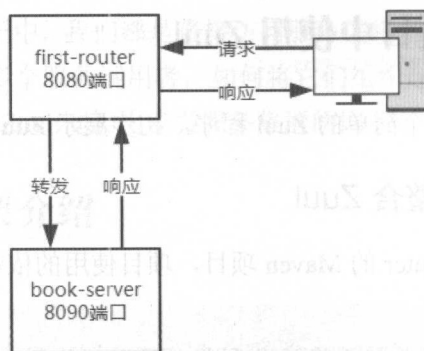 first-router
8080端口
请求
响应
转发
响应
book-server
8090端口